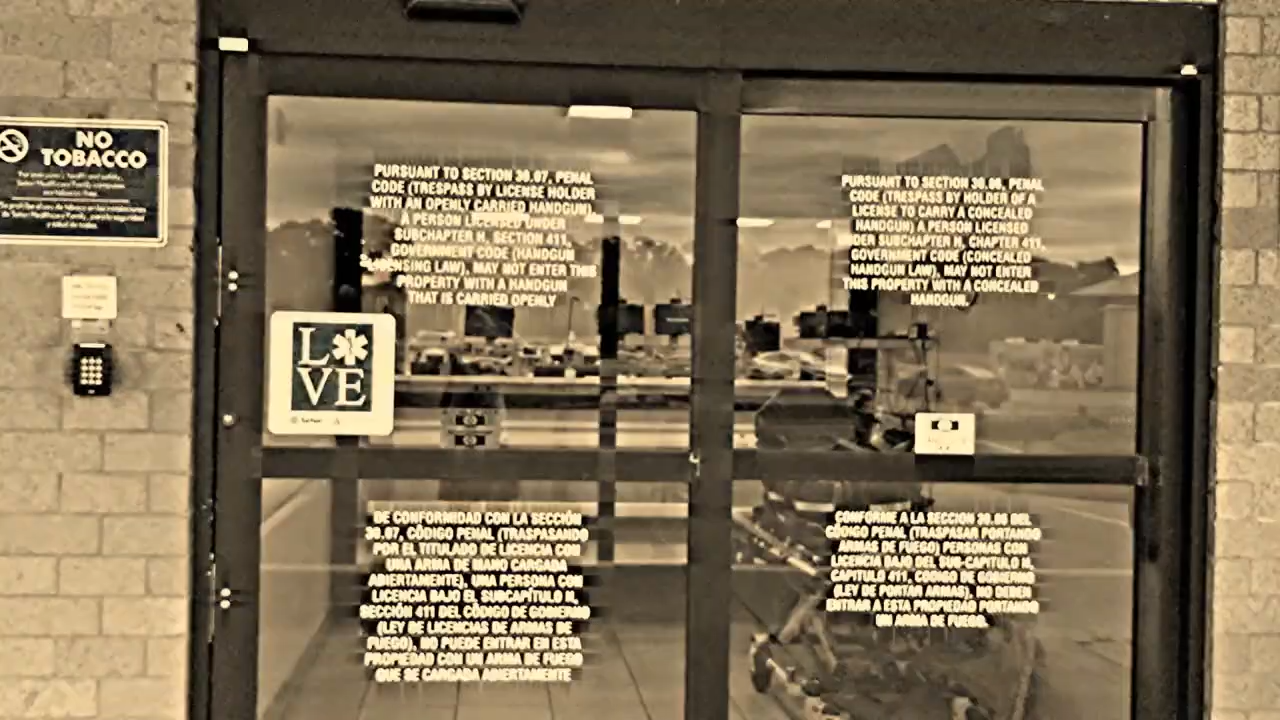 NO
TOBACCO
PURSUANT TO SECTION 30.07, PENAL
CODE (TRESPASS BY LICENSE HOLDER
WITH AN OPENLY CARRIED HANDGUN)
A PERSON LICENSED UNDER
SUBCHAPTER H, SECTION 411,
GOVERNMENT CODE (HANDGUN
LICENSING LAW), MAY NOT ENTER THIS
PROPERTY WITH A HANDGUN
THAT IS CARRIED OPENLY
PURSUANT TO SECTION 30.06, PENAL
CODE (TRESPASS BY HOLDER OF A
LICENSE TO CARRY A CONCEALED
HANDGUN) A PERSON LICENSED
UNDER SUBCHAPTER H, CHAPTER 411,
GOVERNMENT CODE (CONCEALED
HANDGUN LAW), MAY NOT ENTER
THIS PROPERTY WITH A CONCEALED
HANDGUN.
L
VE
DE CONFORMIDAD CON LA SECCIÓN
30.07, CÓDIGO PENAL (TRASPASANDO
POR EL TITULADO DE LICENCIA CON
UNA ARMA DE MANO CARGADA
ABIERTAMENTE), UNA PERSONA CON
LICENCIA BAJO EL SUBCAPÍTULO H,
SECCIÓN 411 DEL CÓDIGO DE GOBIERNO
(LEY DE LICENCIAS DE ARMAS DE
FUEGO), NO PUEDE ENTRAR EN ESTA
PROPIEDAD CON UN ARMA DE FUEGO
QUE SE CARGADA ABIERTAMENTE
CONFORME A LA SECCION 30.06 DEL
CÓDIGO PENAL (TRASPASAR PORTANDO
ARMAS DE FUEGO) PERSONAS CON
LICENCIA BAJO DEL SUB-CAPITULO H,
CAPITULO 411, CODIGO DE GOBIERNO
(LEY DE PORTAR ARMAS), NO DEBEN
ENTRAR A ESTA PROPIEDAD PORTANDO
UN ARMA DE FUEGO.